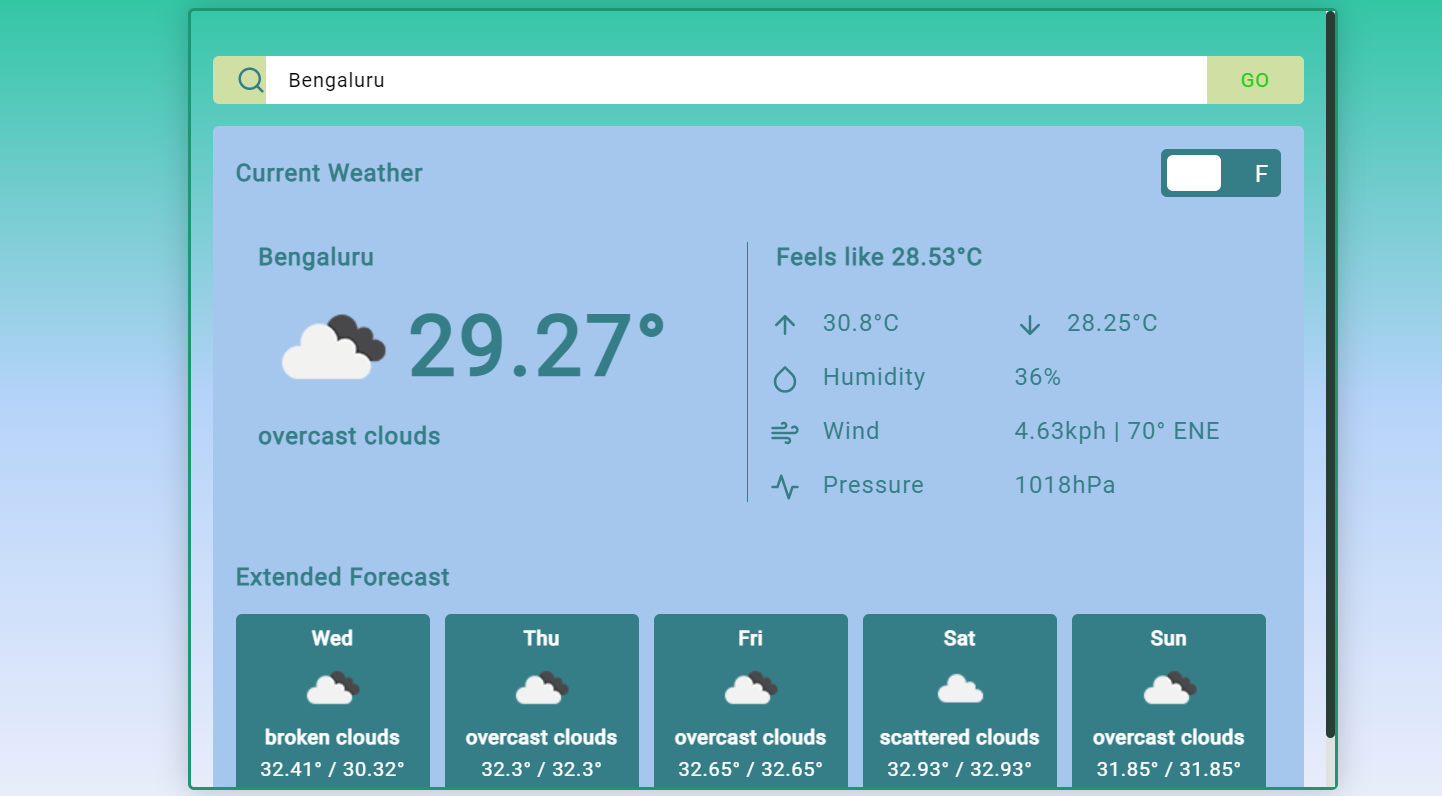 Bengaluru
GO
Current Weather
F
Bengaluru
29.27°
overcast clouds
Feels like 28.53°C
30.8°C 28.25°C
Humidity 36%
Wind 4.63kph | 70° ENE
Pressure 1018hPa
Extended Forecast
Wed
broken clouds
32.41° / 30.32°
Thu
overcast clouds
32.3° / 32.3°
Fri
overcast clouds
32.65° / 32.65°
Sat
scattered clouds
32.93° / 32.93°
Sun
overcast clouds
31.85° / 31.85°